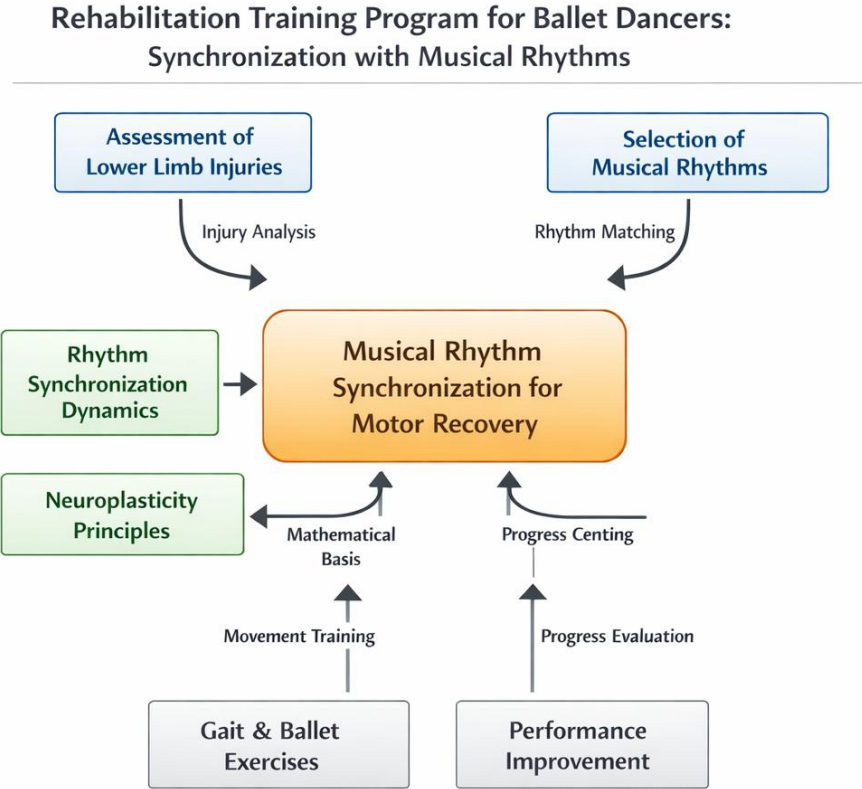 Rehabilitation Training Program for Ballet Dancers:
Synchronization with Musical Rhythms
Assessment of
Lower Limb Injuries
Selection of
Musical Rhythms
Injury Analysis
Rhythm Matching
Rhythm
Synchronization
Dynamics
Musical Rhythm
Synchronization for
Motor Recovery
Neuroplasticity
Principles
Mathematical
Basis
Progress Centing
Movement Training
Progress Evaluation
Gait & Ballet
Exercises
Performance
Improvement